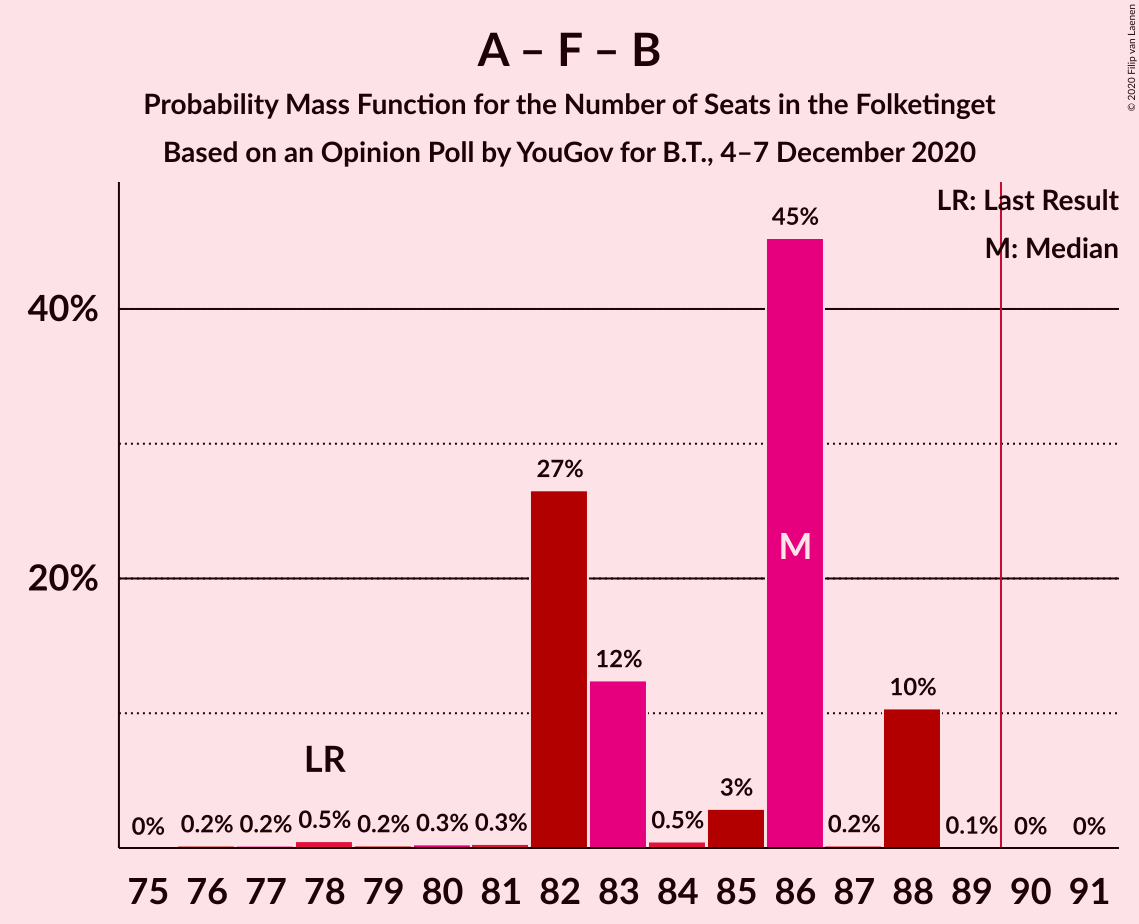 A – F – B
Probability Mass Function for the Number of Seats in the Folketinget
Based on an Opinion Poll by YouGov for B.T., 4–7 December 2020
© 2020 Filip van Laenen
LR: Last Result
M: Median
45%
40%
27%
M
20%
12%
10%
LR
3%
0% 0.2% 0.2% 0.5% 0.2% 0.3% 0.3% 0.5% 0.2% 0.1% 0% 0%
75 76 77 78 79 80 81 82 83 84 85 86 87 88 89 90 91